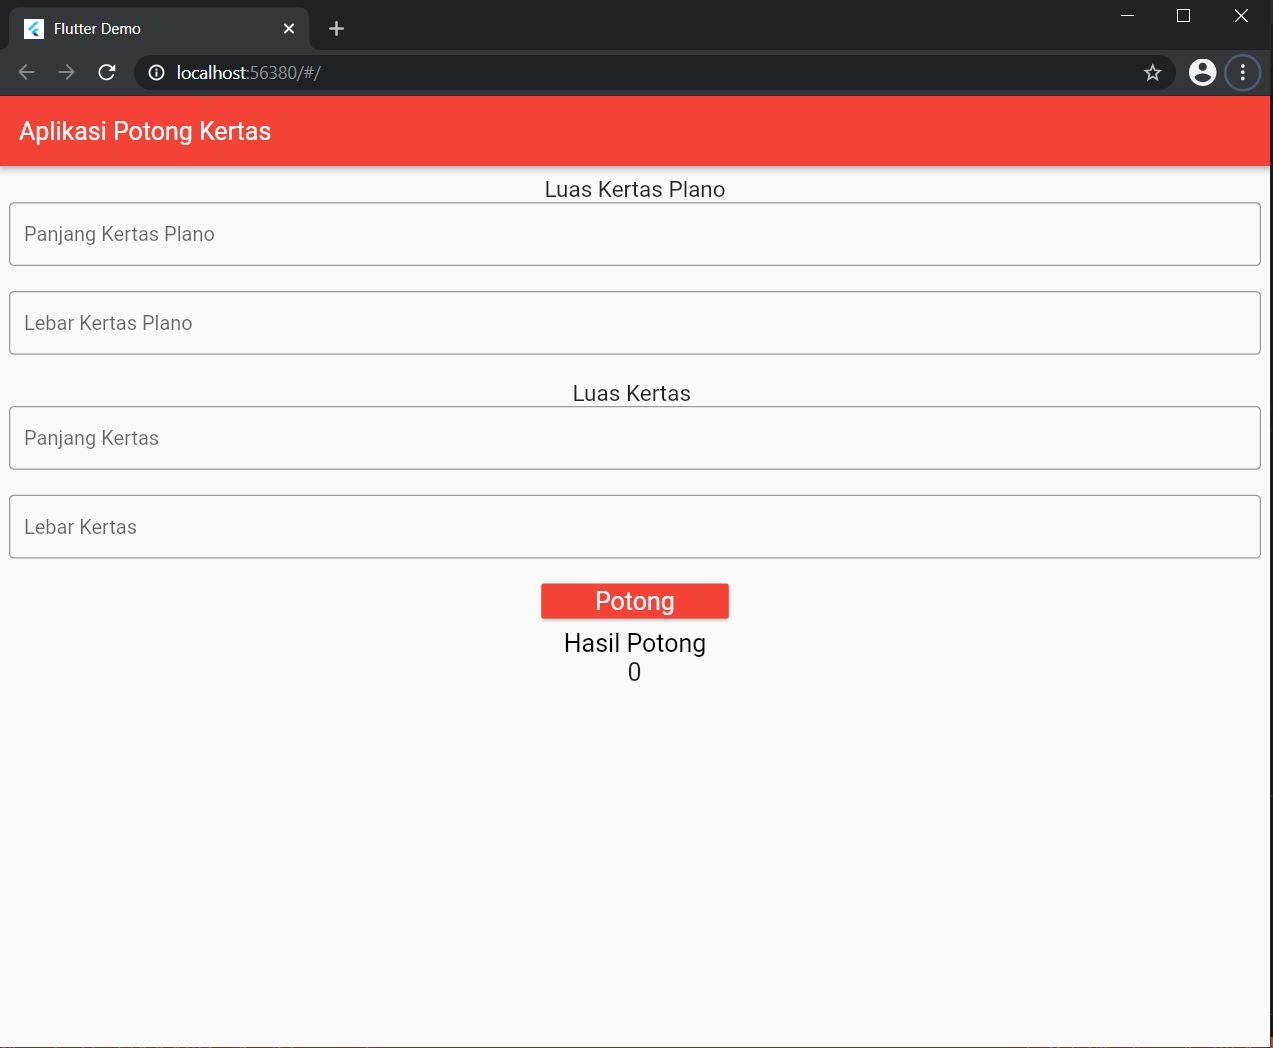 Flutter Demo
localhost:56380/#/
Aplikasi Potong Kertas
Luas Kertas Plano
Panjang Kertas Plano
Lebar Kertas Plano
Luas Kertas
Panjang Kertas
Lebar Kertas
Potong
Hasil Potong
0